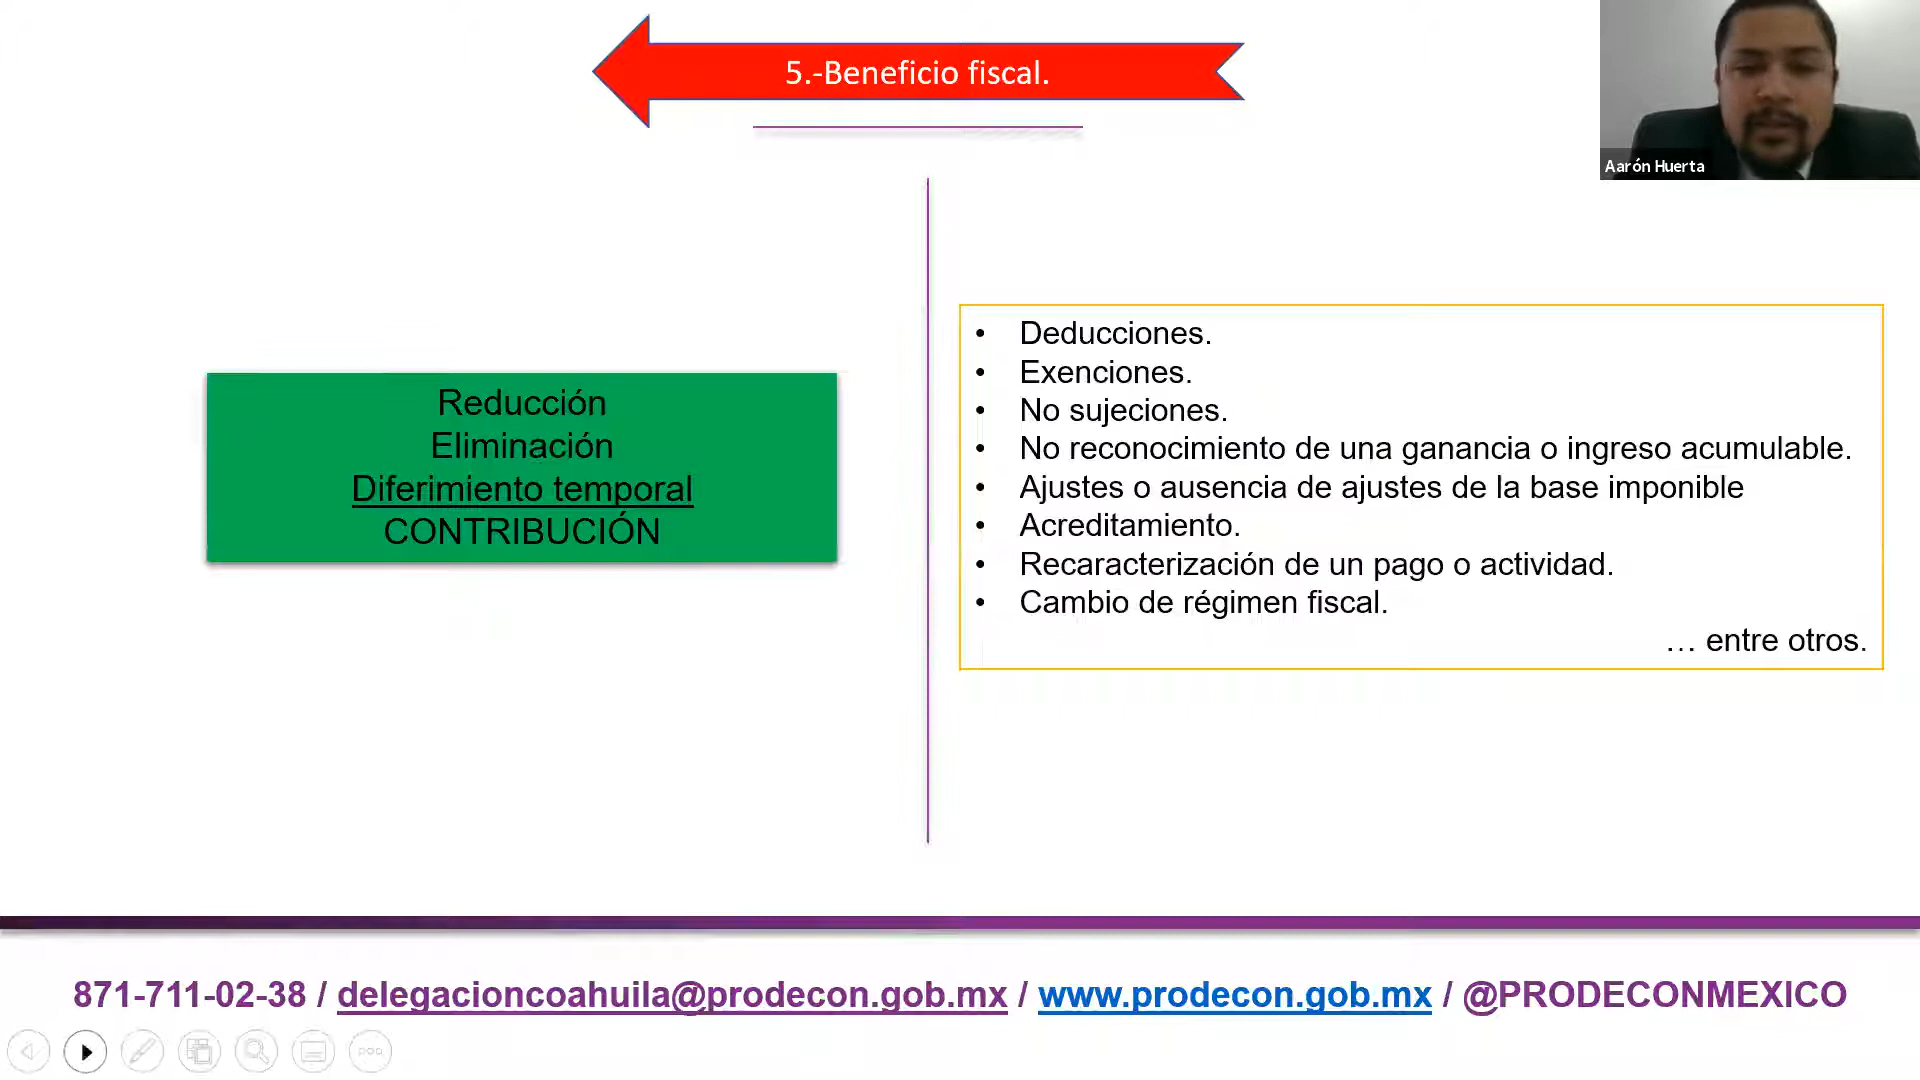 5.-Beneficio fiscal.
Aarón Huerta
Reducción
Eliminación
Diferimiento temporal
CONTRIBUCIÓN
• Deducciones.
• Exenciones.
• No sujeciones.
• No reconocimiento de una ganancia o ingreso acumulable.
• Ajustes o ausencia de ajustes de la base imponible
• Acreditamiento.
• Recaracterización de un pago o actividad.
• Cambio de régimen fiscal.
… entre otros.
871-711-02-38 / delegacioncoahuila@prodecon.gob.mx / www.prodecon.gob.mx / @PRODECONMEXICO